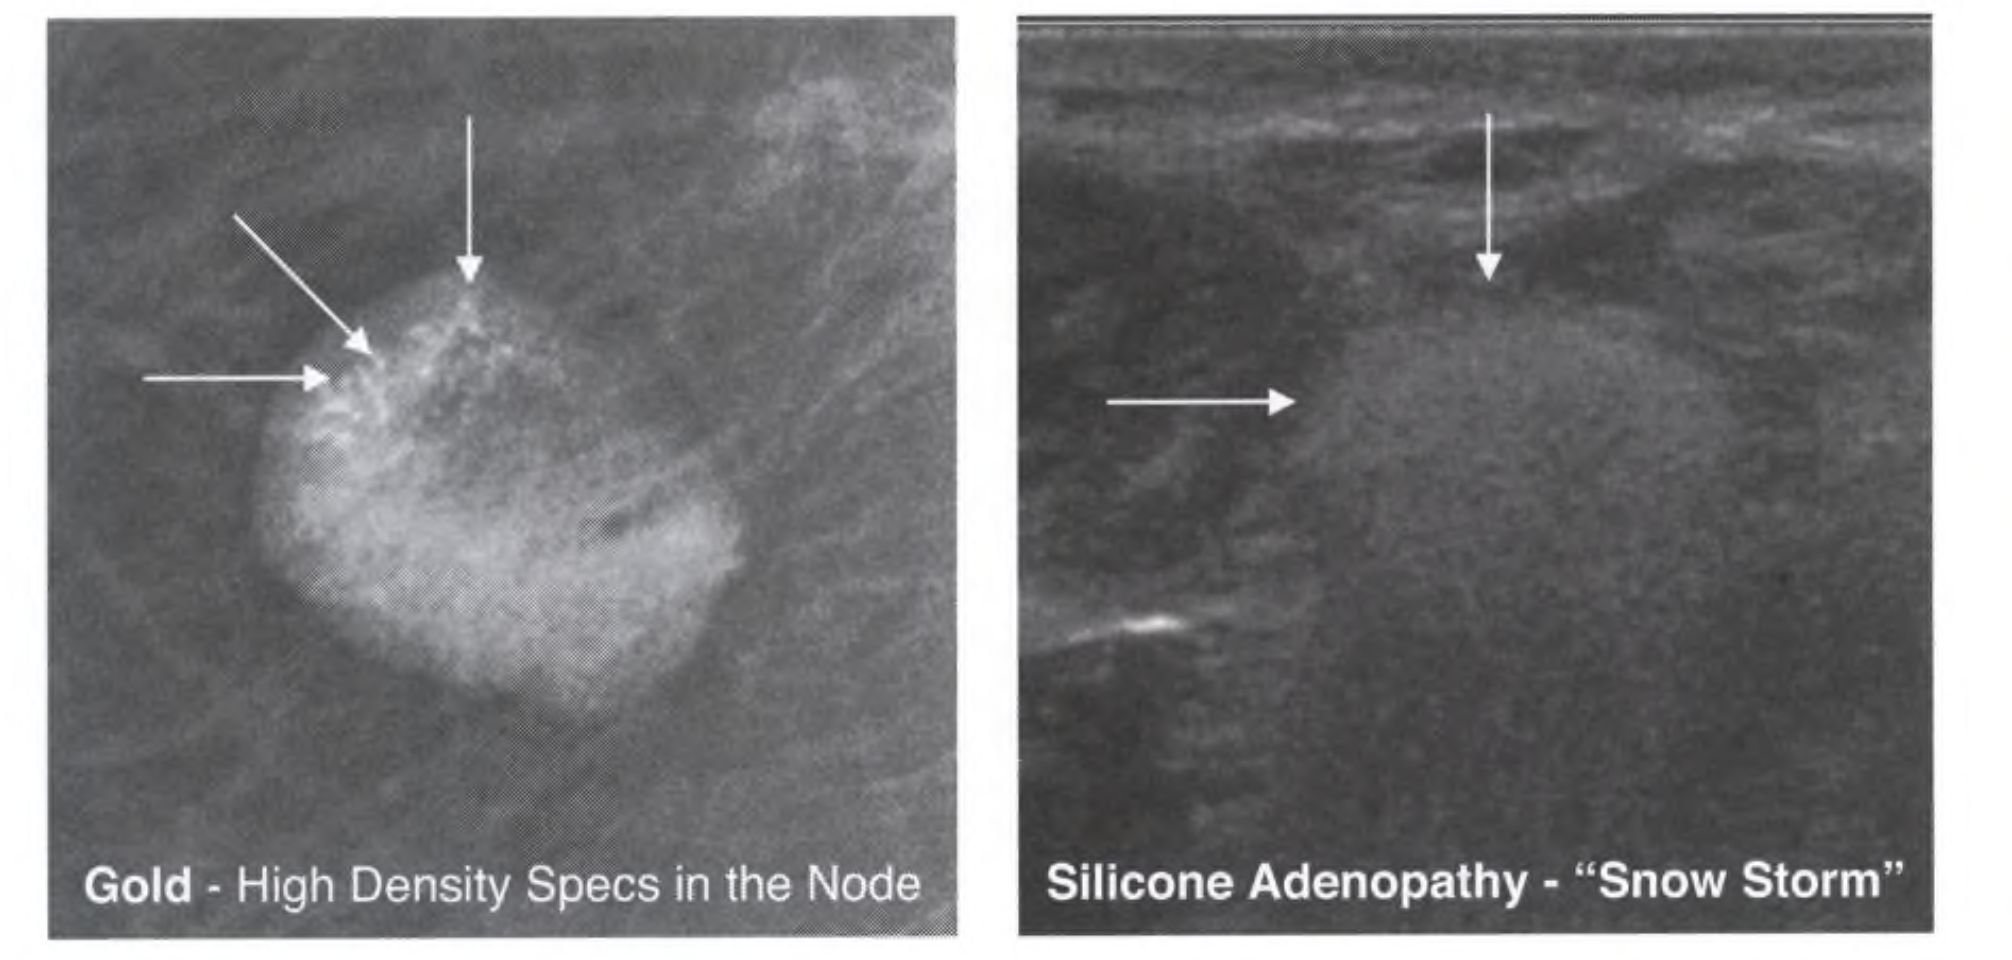 Gold - High Density Specs in the Node
Silicone Adenopathy - “Snow Storm”